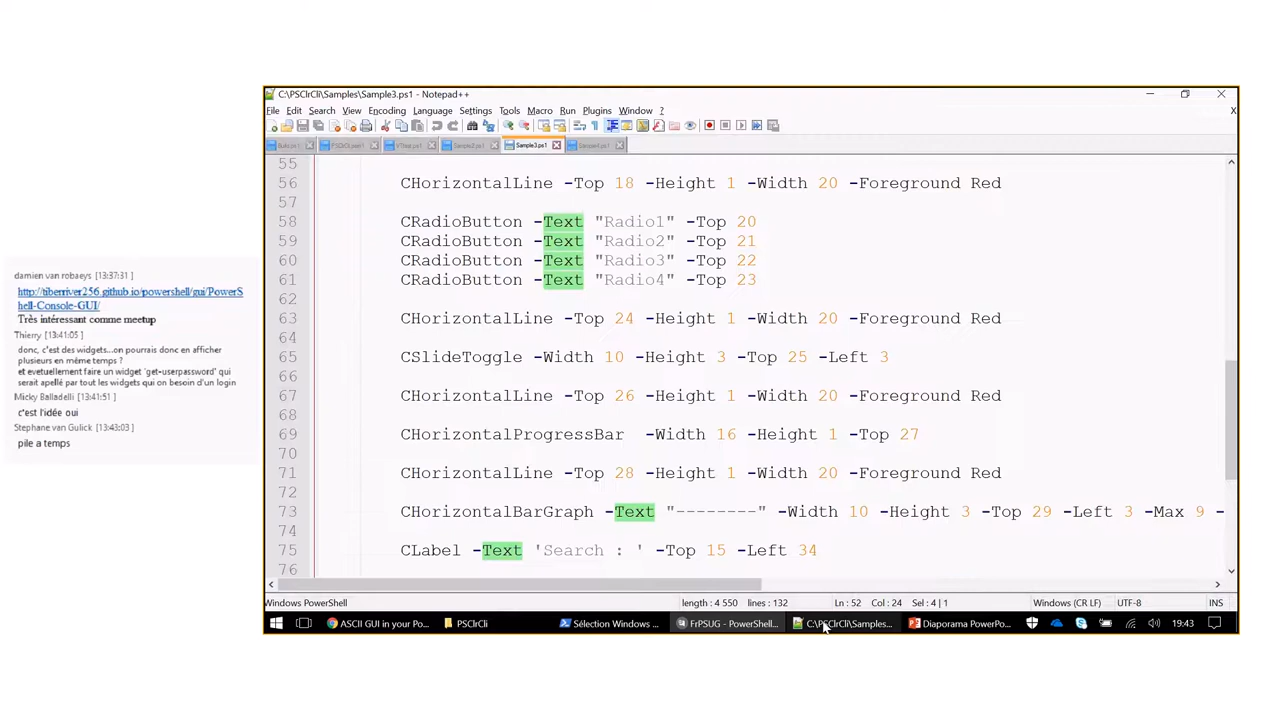 C:\PSClrCli\Samples\Sample3.ps1 - Notepad++
File Edit Search View Encoding Language Settings Tools Macro Run Plugins Window ? X
Sample2.ps1 Sample3.ps1 Sample4.ps1
55
56 CHorizontalLine -Top 18 -Height 1 -Width 20 -Foreground Red
57
58 CRadioButton -Text "Radio1" -Top 20
59 CRadioButton -Text "Radio2" -Top 21
60 CRadioButton -Text "Radio3" -Top 22
61 CRadioButton -Text "Radio4" -Top 23
62
63 CHorizontalLine -Top 24 -Height 1 -Width 20 -Foreground Red
64
65 CSlideToggle -Width 10 -Height 3 -Top 25 -Left 3
66
67 CHorizontalLine -Top 26 -Height 1 -Width 20 -Foreground Red
68
69 CHorizontalProgressBar  -Width 16 -Height 1 -Top 27
70
71 CHorizontalLine -Top 28 -Height 1 -Width 20 -Foreground Red
72
73 CHorizontalBarGraph -Text "--------" -Width 10 -Height 3 -Top 29 -Left 3 -Max 9 -
74
75 CLabel -Text 'Search : ' -Top 15 -Left 34
76
Windows PowerShell length : 4 550 lines : 132 Ln : 52 Col : 24 Sel : 4 | 1 Windows (CR LF) UTF-8 INS
ASCII GUI in your Po... PSClrCli Sélection Windows ... FrPSUG - PowerShell... C:\PSClrCli\Samples... Diaporama PowerPo... 19:43
damien van robaeys [13:37:31 ]
http://tiberriver256.github.io/powershell/gui/PowerS
hell-Console-GUI/
Très intéressant comme meetup
Thierry [13:41:05 ]
donc, c'est des widgets...on pourrais donc en afficher
plusieurs en même temps ?
et evetuellement faire un widget 'get-userpassword' qui
serait apellé par tout les widgets qui on besoin d'un login
Micky Balladelli [13:41:51 ]
c'est l'idée oui
Stephane van Gulick [13:43:03 ]
pile a temps